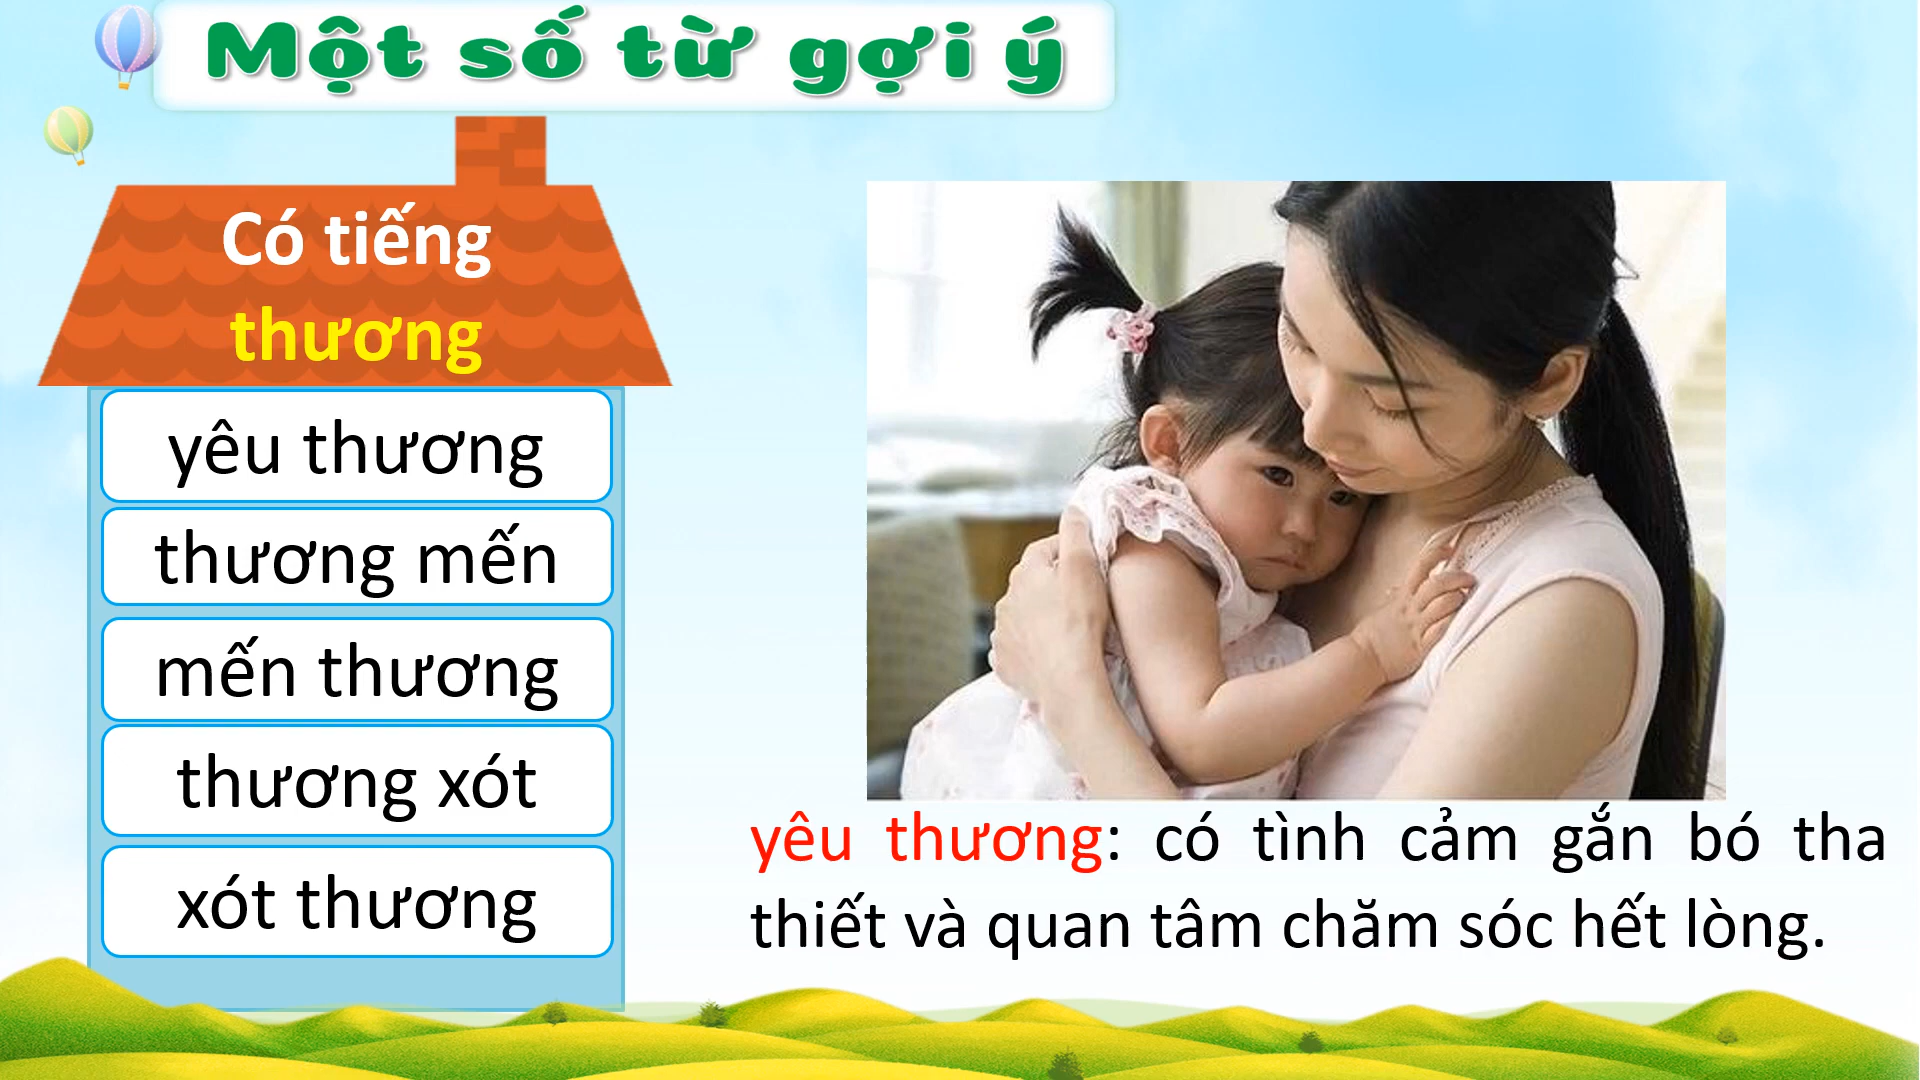 Một số từ gợi ý
Có tiếng
thương
yêu thương
thương mến
mến thương
thương xót
xót thương
yêu thương: có tình cảm gắn bó tha
thiết và quan tâm chăm sóc hết lòng.